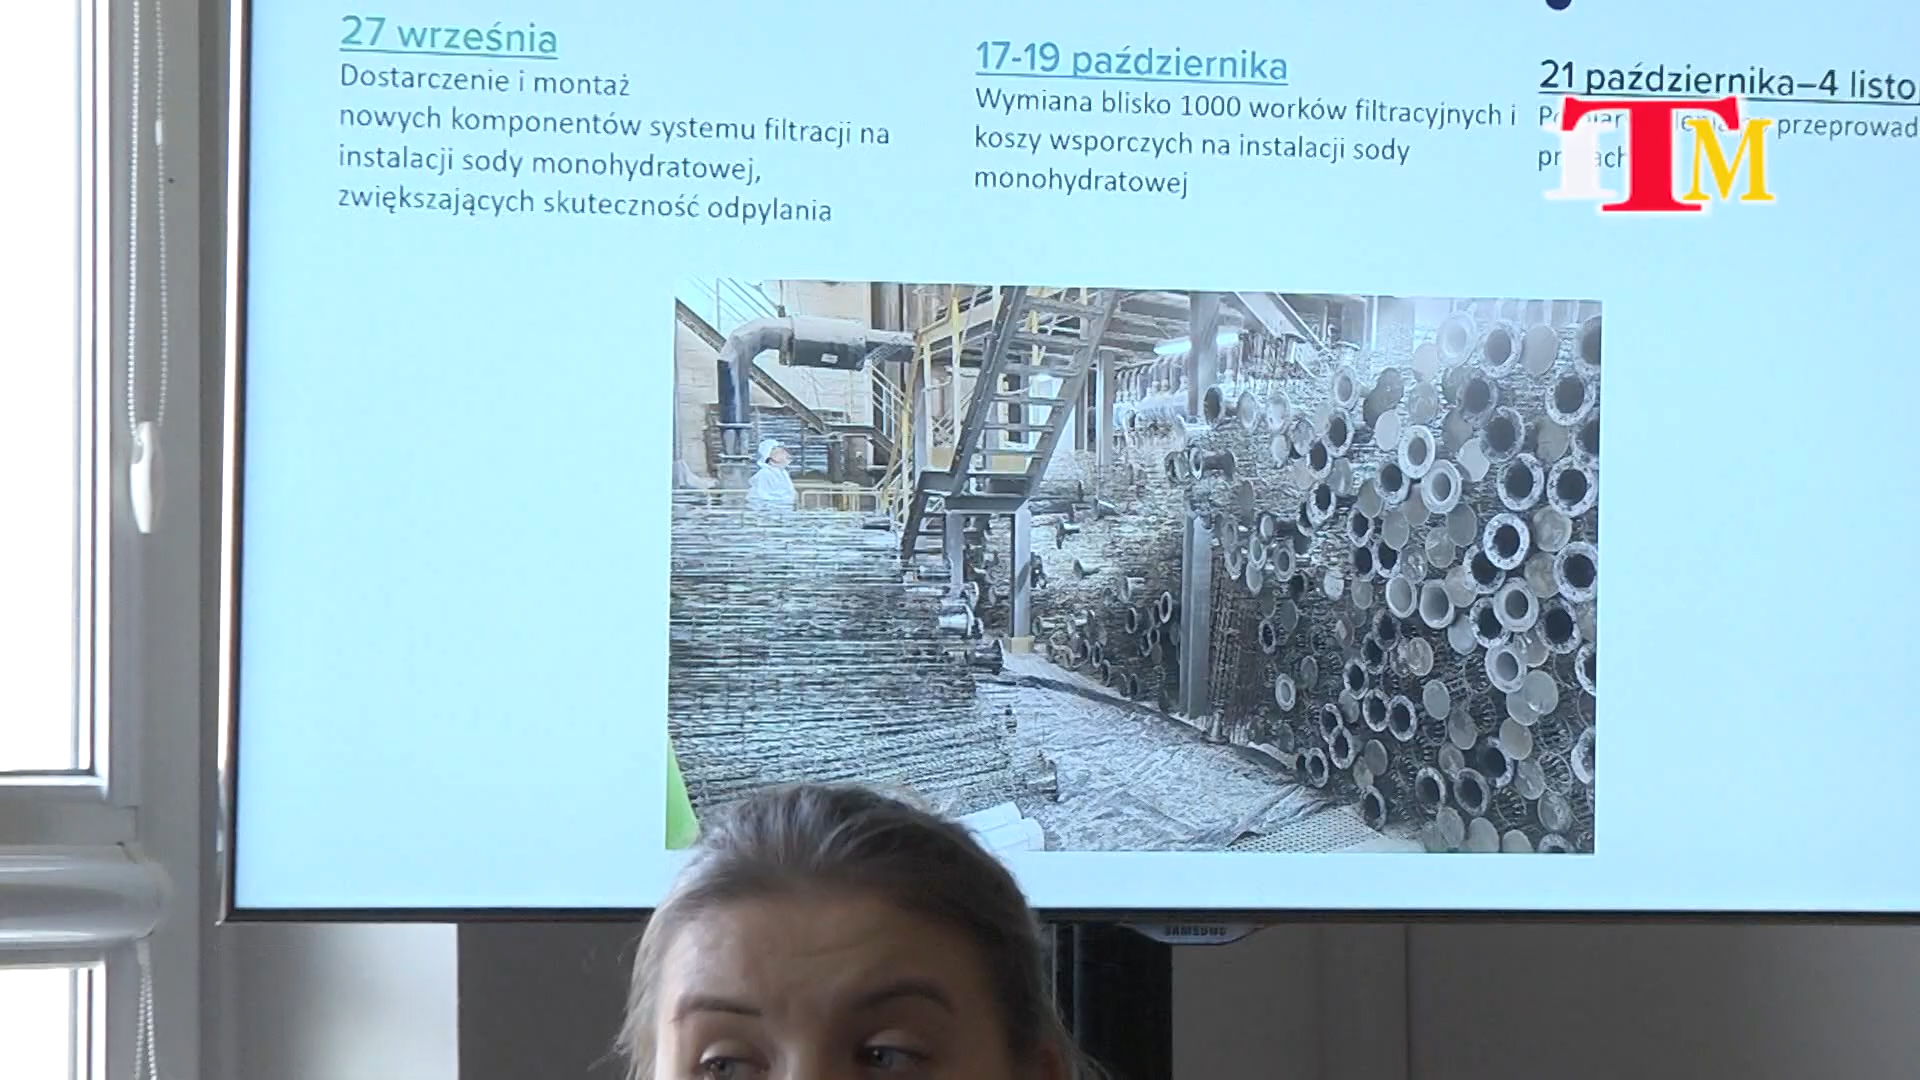 27 września
Dostarczenie i montaż
nowych komponentów systemu filtracji na
instalacji sody monohydratowej,
zwiększających skuteczność odpylania
17-19 października
Wymiana blisko 1000 worków filtracyjnych i
koszy wsporczych na instalacji sody
monohydratowej
21 października–4 listo
przeprowad
TTM
SAMSUNG